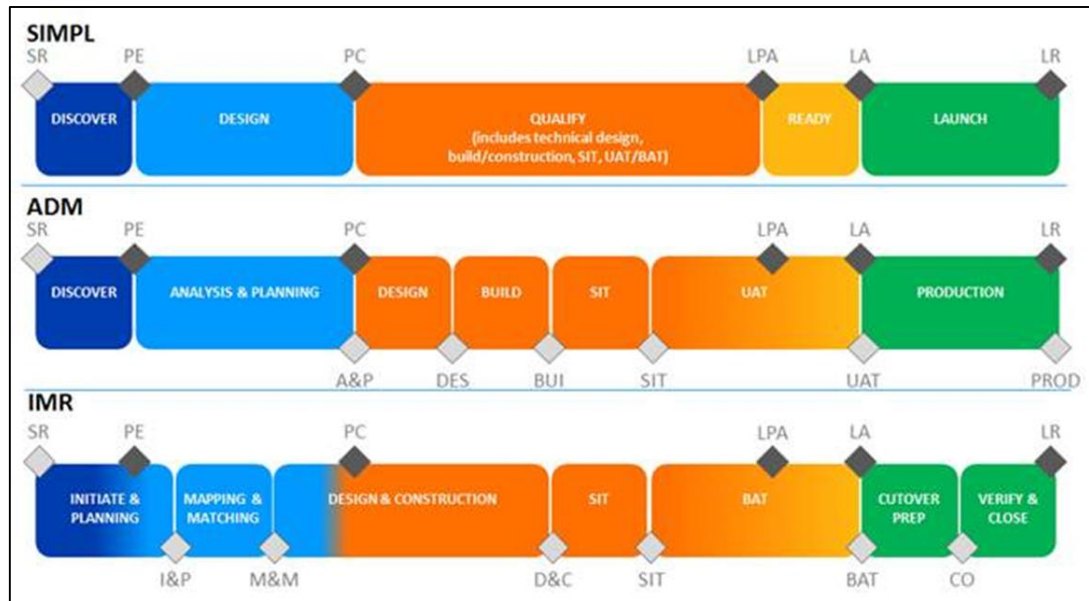 SIMPL
SR PE PC LPA LA LR
DISCOVER DESIGN QUALIFY READY LAUNCH
(includes technical design,
build/construction, SIT, UAT/BAT)
ADM
SR PE PC LPA LA LR
DISCOVER ANALYSIS & PLANNING DESIGN BUILD SIT UAT PRODUCTION
A&P DES BUI SIT UAT PROD
IMR
SR PE PC LPA LA LR
INITIATE & MAPPING & DESIGN & CONSTRUCTION SIT BAT CUTOVER VERIFY &
PLANNING MATCHING PREP CLOSE
I&P M&M D&C SIT BAT CO